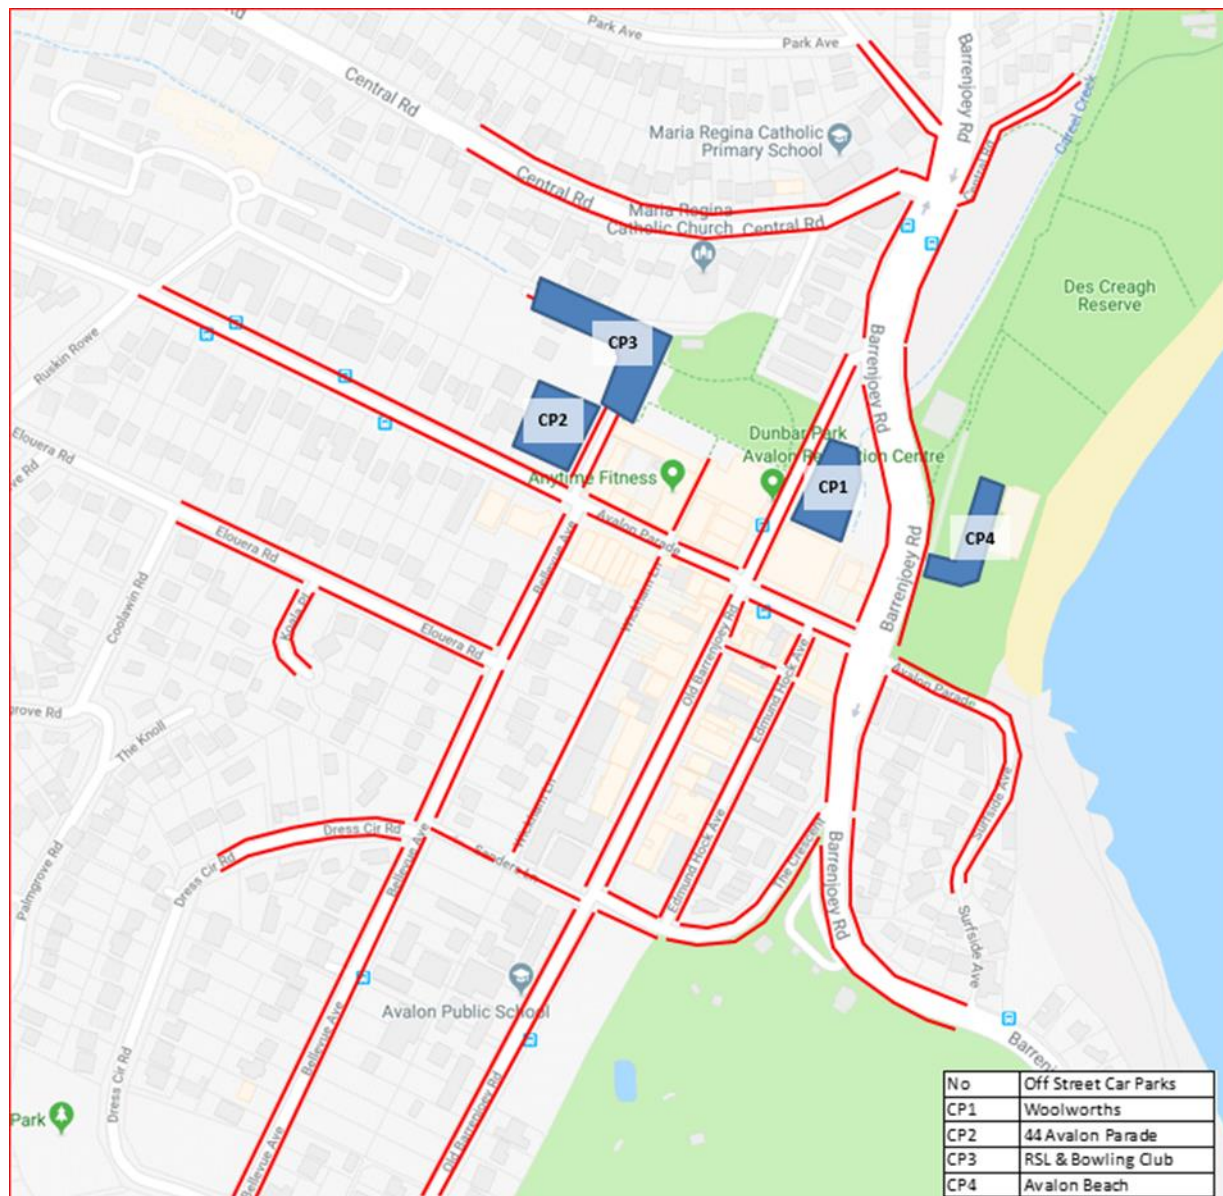 Rd
Park Ave
Park Ave
Barrenjoey Rd
Central Rd
Careel Creek
Maria Regina Catholic
Primary School
Central Rd
Central Rd
Maria Regina
Catholic Church
Central Rd
Des Creagh
Reserve
CP3
Ruskin Rowe
Barrenjoey Rd
CP2
Dunbar Park
Elouera Rd
Avalon Recreation Centre
Anytime Fitness
CP1
Avalon Parade
Bellevue Ave
CP4
Elouera Rd
Barrenjoey Rd
Wickham Ln
Coolawin Rd
Koala Pl
Elouera Rd
Old Barrenjoey Rd
Edmund Hock Ave
Avalon Parade
grove Rd
The Knoll
Surfside Ave
Wickham Ln
Dress Cir Rd
Bellevue Ave
The Crescent
Barrenjoey Rd
Sanders Ln
Edmund Hock Ave
Dress Cir Rd
Palmgrove Rd
Surfside Ave
Avalon Public School
Bellevue Ave
Barrenj
Dress Cir Rd
Old Barrenjoey Rd
Park
Bellevue Ave
No Off Street Car Parks
CP1 Woolworths
CP2 44 Avalon Parade
CP3 RSL & Bowling Club
CP4 Avalon Beach